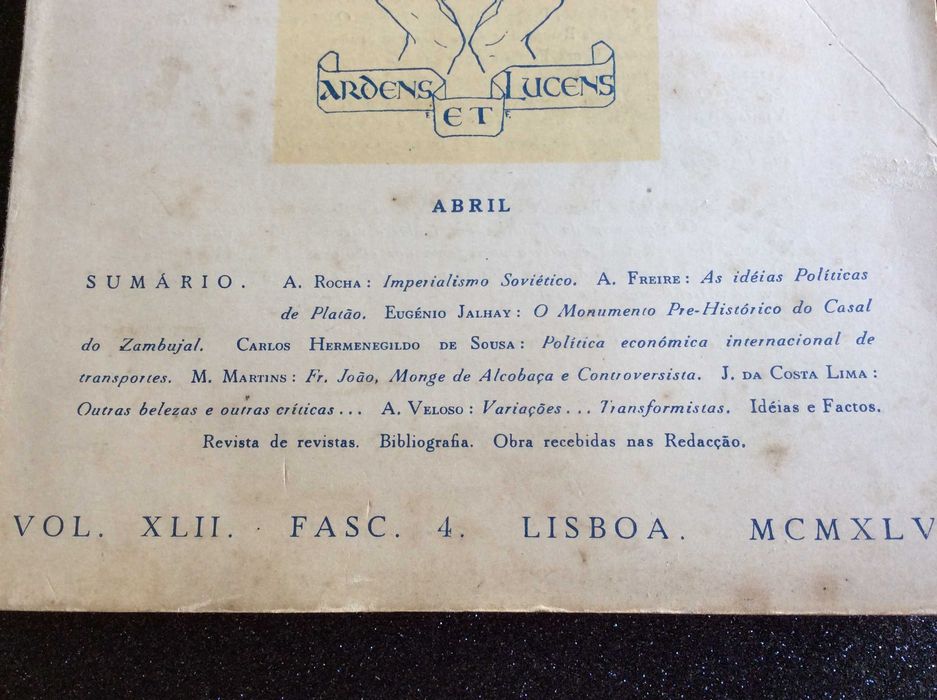 ARDENS ET LUCENS
ABRIL
SUMÁRIO. A. ROCHA: Imperialismo Soviético. A. FREIRE: As idéias Políticas
de Platão. EUGÉNIO JALHAY: O Monumento Pre-Histórico do Casal
do Zambujal. CARLOS HERMENEGILDO DE SOUSA: Política económica internacional de
transportes. M. MARTINS: Fr. João, Monge de Alcobaça e Controversista. J. DA COSTA LIMA:
Outras belezas e outras críticas... A. VELOSO: Variações... Transformistas. Idéias e Factos.
Revista de revistas. Bibliografia. Obra recebidas nas Redacção.
VOL. XLII. FASC. 4. LISBOA. MCMXLV